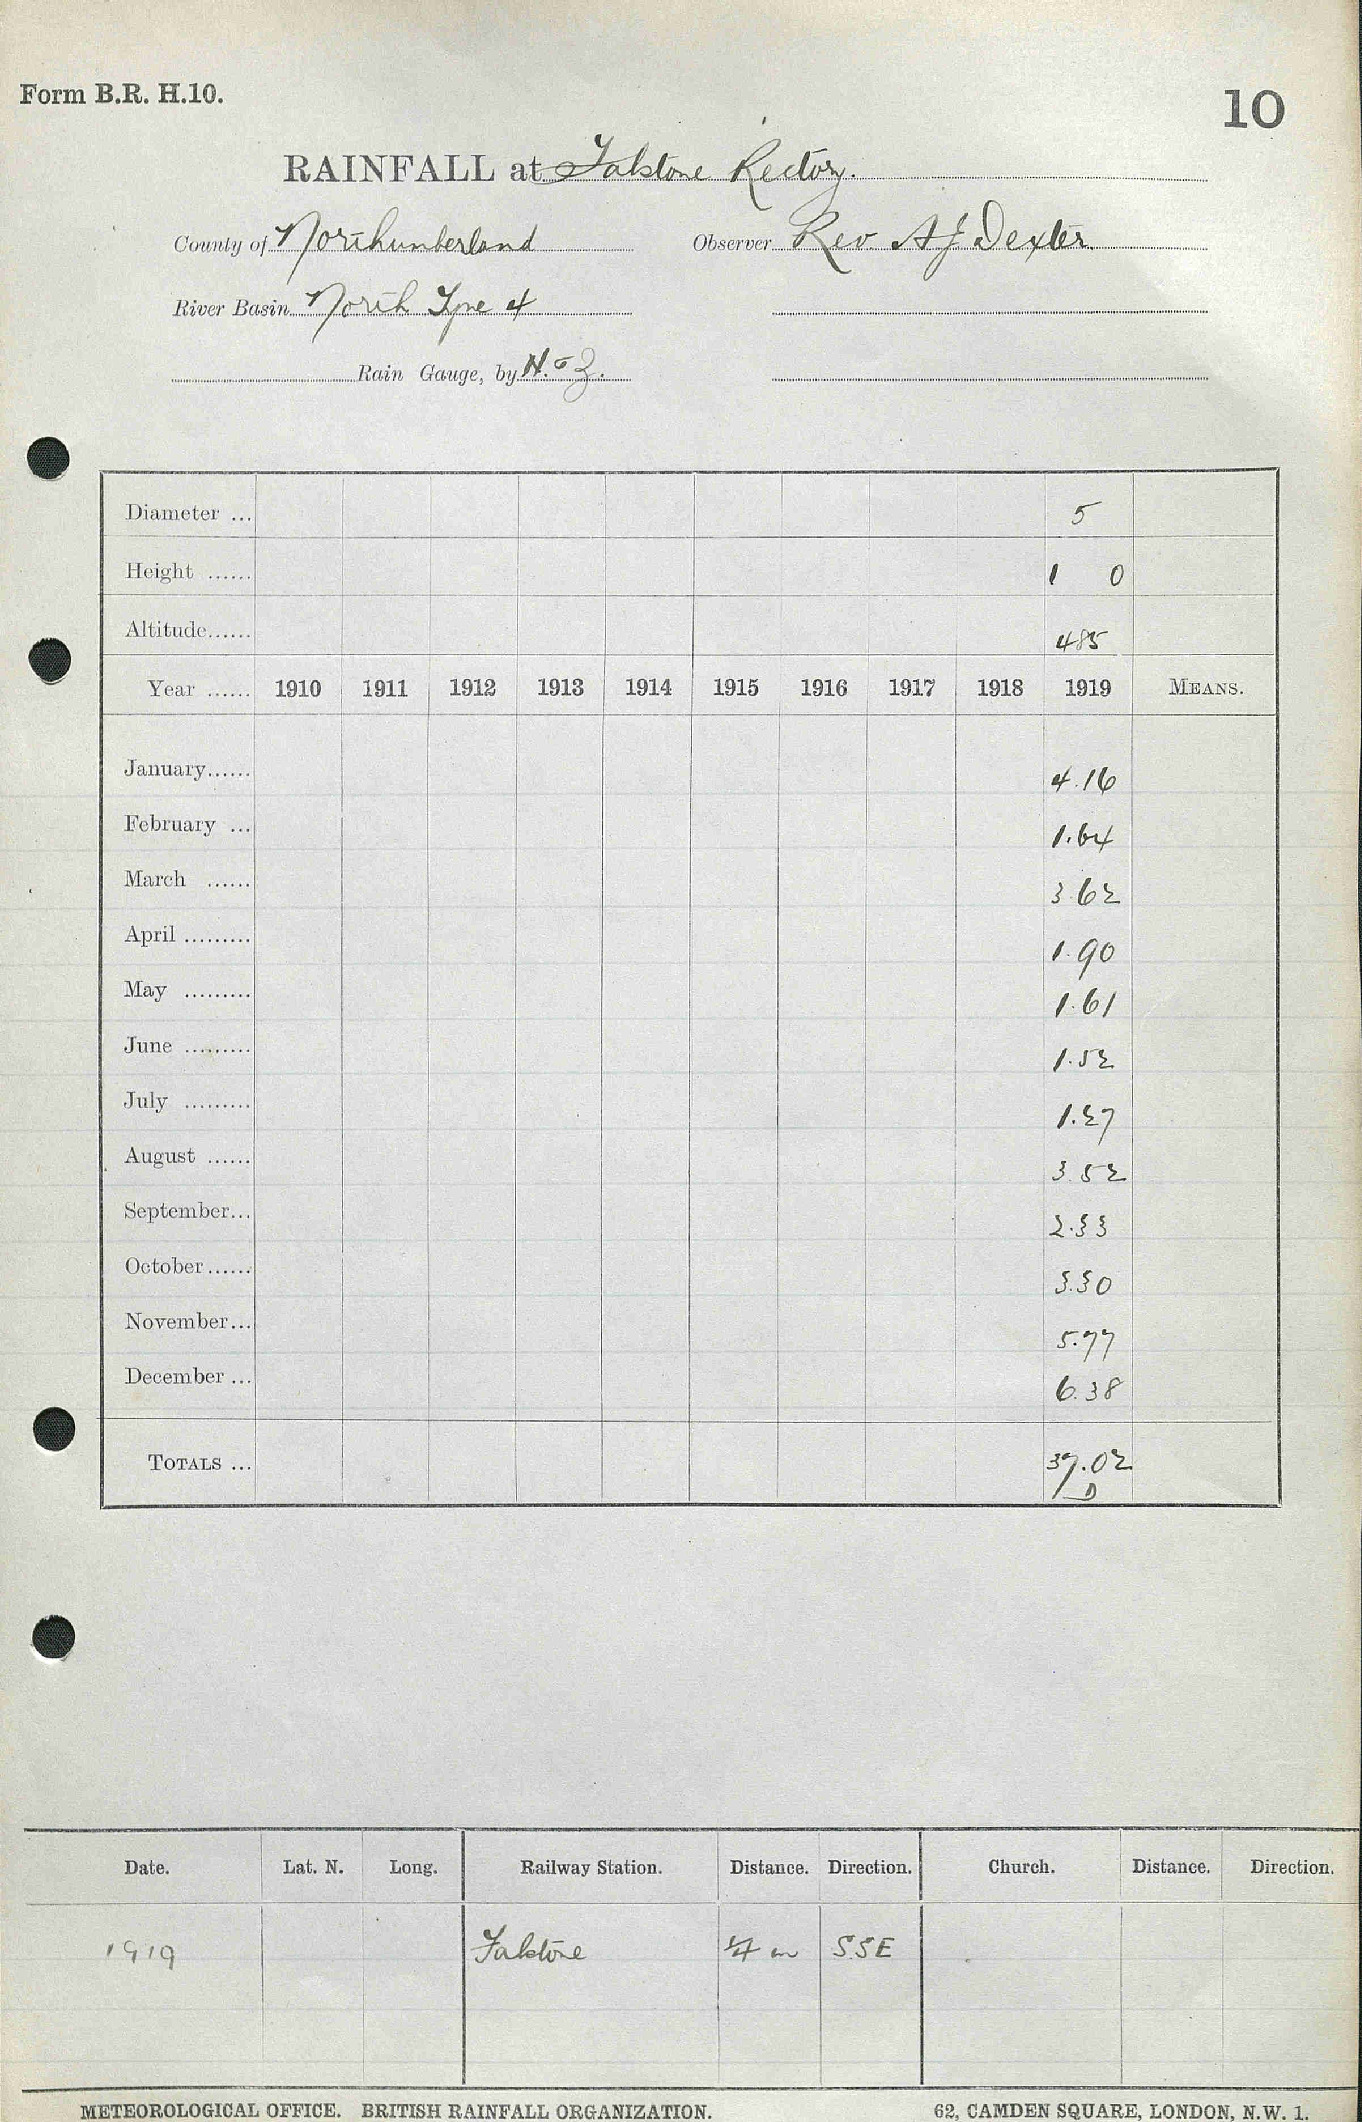 Form B.R. H.10.
10
RAINFALL at Falstone Rectory.
County of Northumberland Observer Rev. A J Dexter.
River Basin North Tyne 4
Rain Gauge, by N. & Z.
Diameter ... 5
Height ...... 1 0
Altitude...... 485
Year ...... 1910 1911 1912 1913 1914 1915 1916 1917 1918 1919 MEANS.
January...... 4.16
February ... 1.64
March ...... 3.62
April ......... 1.90
May ......... 1.61
June ......... 1.52
July ......... 1.27
August ...... 3.52
September... 2.33
October...... 3.30
November... 5.77
December ... 6.38
TOTALS ... 37.02
D
Date. Lat. N. Long. Railway Station. Distance. Direction. Church. Distance. Direction.
1919 Falstone ¼ m SSE
METEOROLOGICAL OFFICE. BRITISH RAINFALL ORGANIZATION. 62, CAMDEN SQUARE, LONDON, N.W. 1.